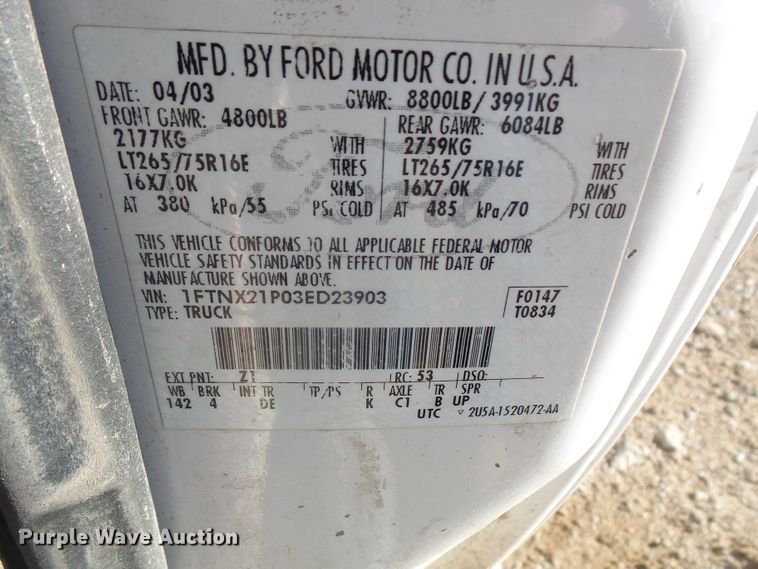 MFD. BY FORD MOTOR CO. IN U.S.A.
DATE: 04/03 GVWR: 8800LB/ 3991KG
FRONT GAWR: 4800LB REAR GAWR: 6084LB
2177KG WITH 2759KG WITH
LT265/75R16E TIRES LT265/75R16E TIRES
16X7.0K RIMS 16X7.0K RIMS
AT 380 kPa/55 PSI COLD AT 485 kPa/70 PSI COLD
Ford
THIS VEHICLE CONFORMS TO ALL APPLICABLE FEDERAL MOTOR
VEHICLE SAFETY STANDARDS IN EFFECT ON THE DATE OF
MANUFACTURE SHOWN ABOVE.
VIN: 1FTNX21P03ED23903 F0147
TYPE: TRUCK T0834
EXT PNT: Z1 RC: 53 DSO:
WB BRK INT TR TP/PS R AXLE TR SPR
142 4 DE K C1 B UP
UTC 2U5A-1520472-AA
Purple Wave Auction